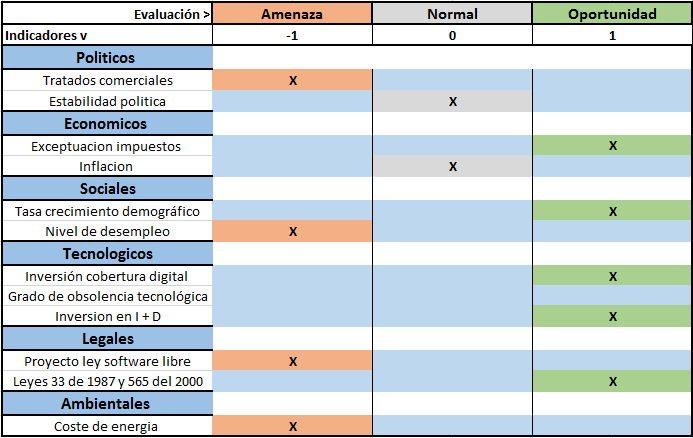 Evaluación > Amenaza Normal Oportunidad
Indicadores v -1 0 1
Politicos
Tratados comerciales X
Estabilidad politica X
Economicos
Exceptuacion impuestos X
Inflacion X
Sociales
Tasa crecimiento demográfico X
Nivel de desempleo X
Tecnologicos
Inversión cobertura digital X
Grado de obsolencia tecnológica
Inversion en I + D X
Legales
Proyecto ley software libre X
Leyes 33 de 1987 y 565 del 2000 X
Ambientales
Coste de energia X